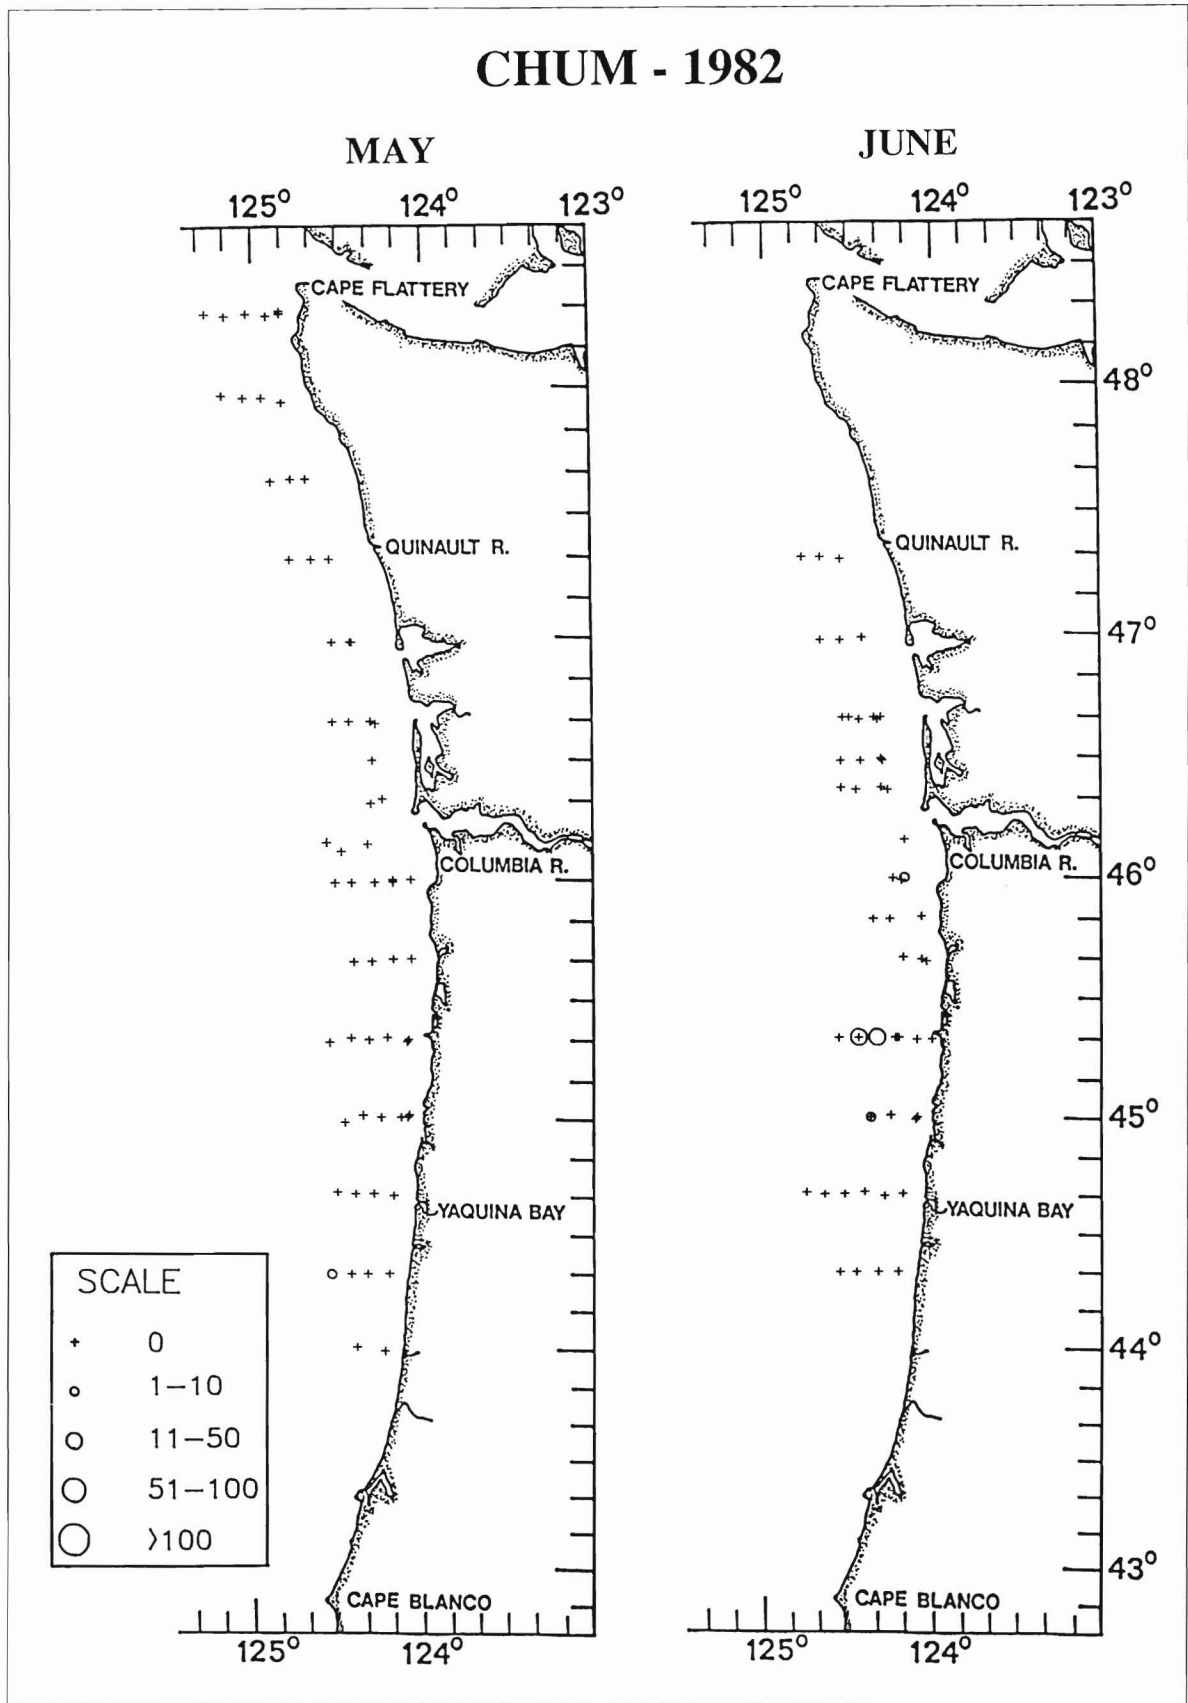 CHUM - 1982
MAY
125° 124° 123°
CAPE FLATTERY
QUINAULT R.
COLUMBIA R.
YAQUINA BAY
CAPE BLANCO
125° 124°
JUNE
125° 124° 123°
CAPE FLATTERY
48°
QUINAULT R.
47°
COLUMBIA R.
46°
45°
YAQUINA BAY
44°
43°
CAPE BLANCO
125° 124°
SCALE
+ 0
1-10
11-50
51-100
>100